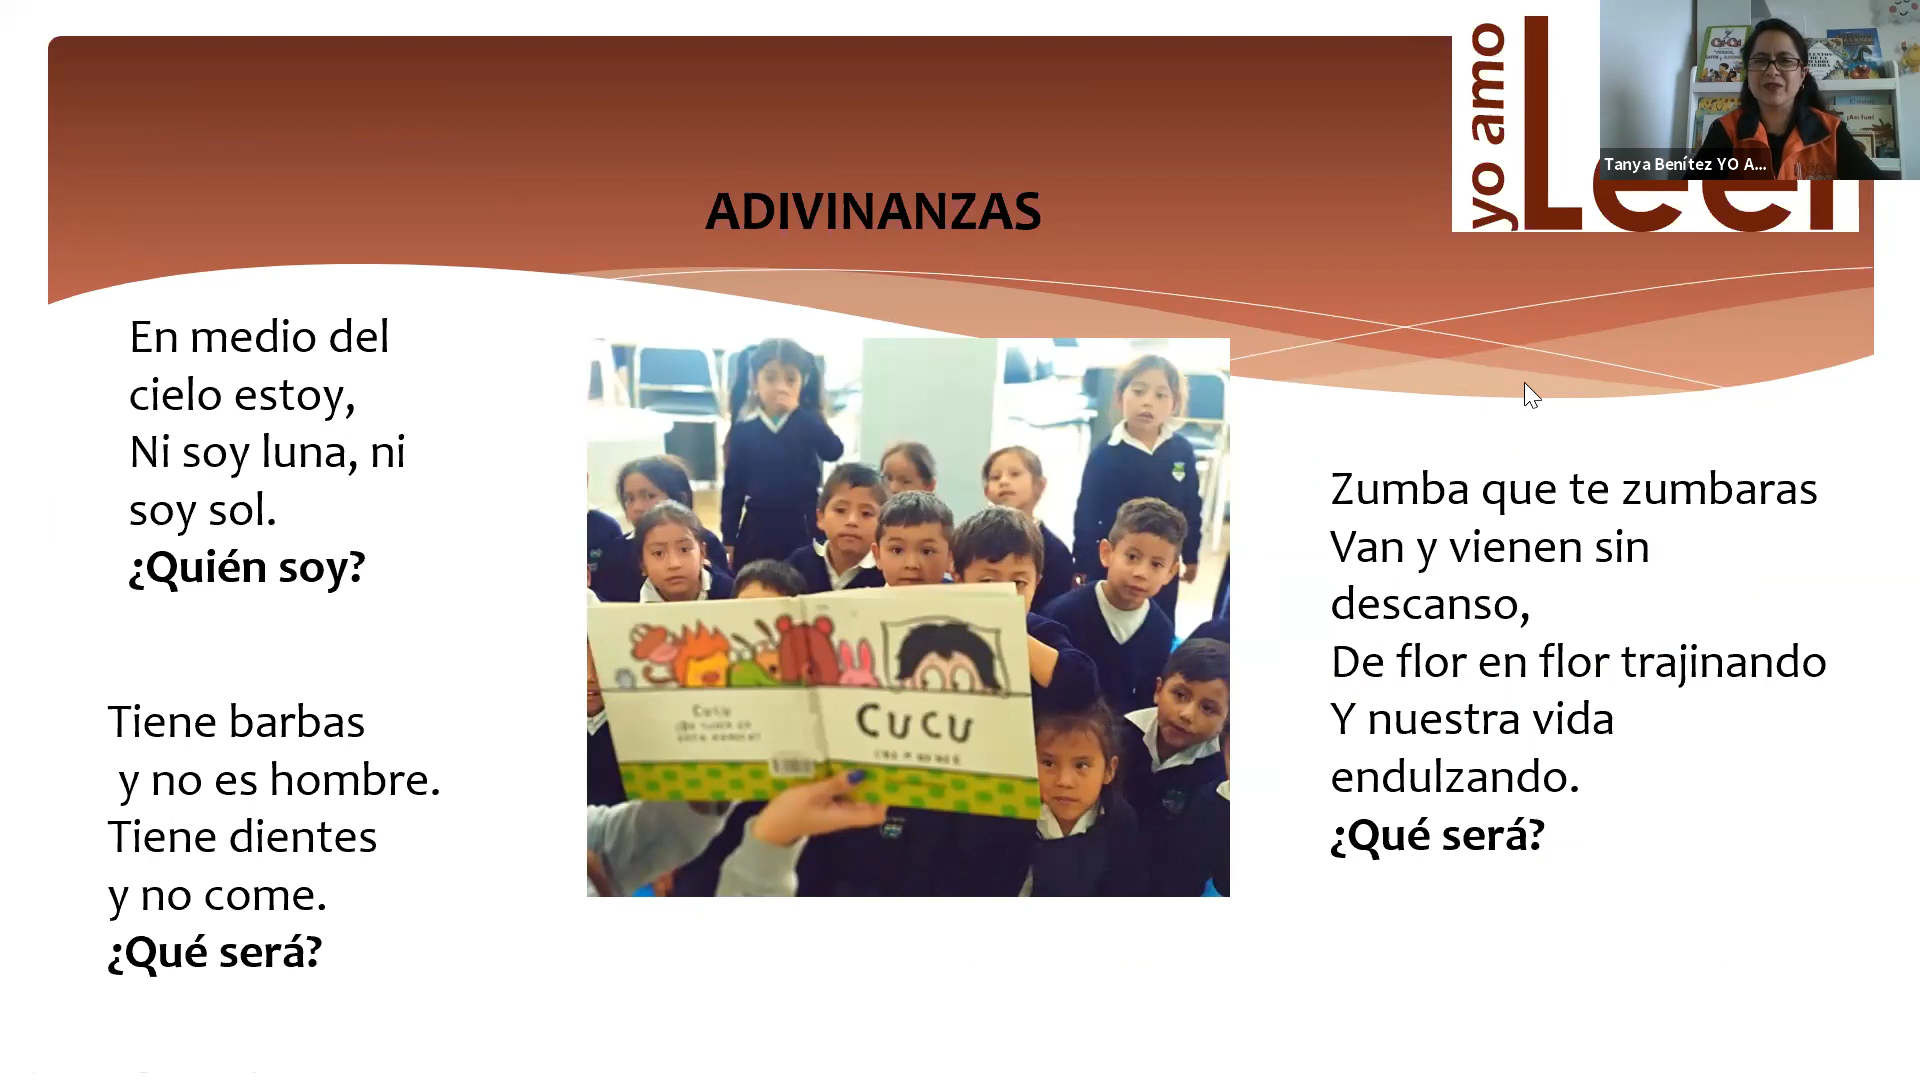 yo amo
Leer
Tanya Benítez YO A...
ADIVINANZAS
En medio del
cielo estoy,
Ni soy luna, ni
soy sol.
¿Quién soy?
Tiene barbas
y no es hombre.
Tiene dientes
y no come.
¿Qué será?
CUCU
Zumba que te zumbaras
Van y vienen sin
descanso,
De flor en flor trajinando
Y nuestra vida
endulzando.
¿Qué será?